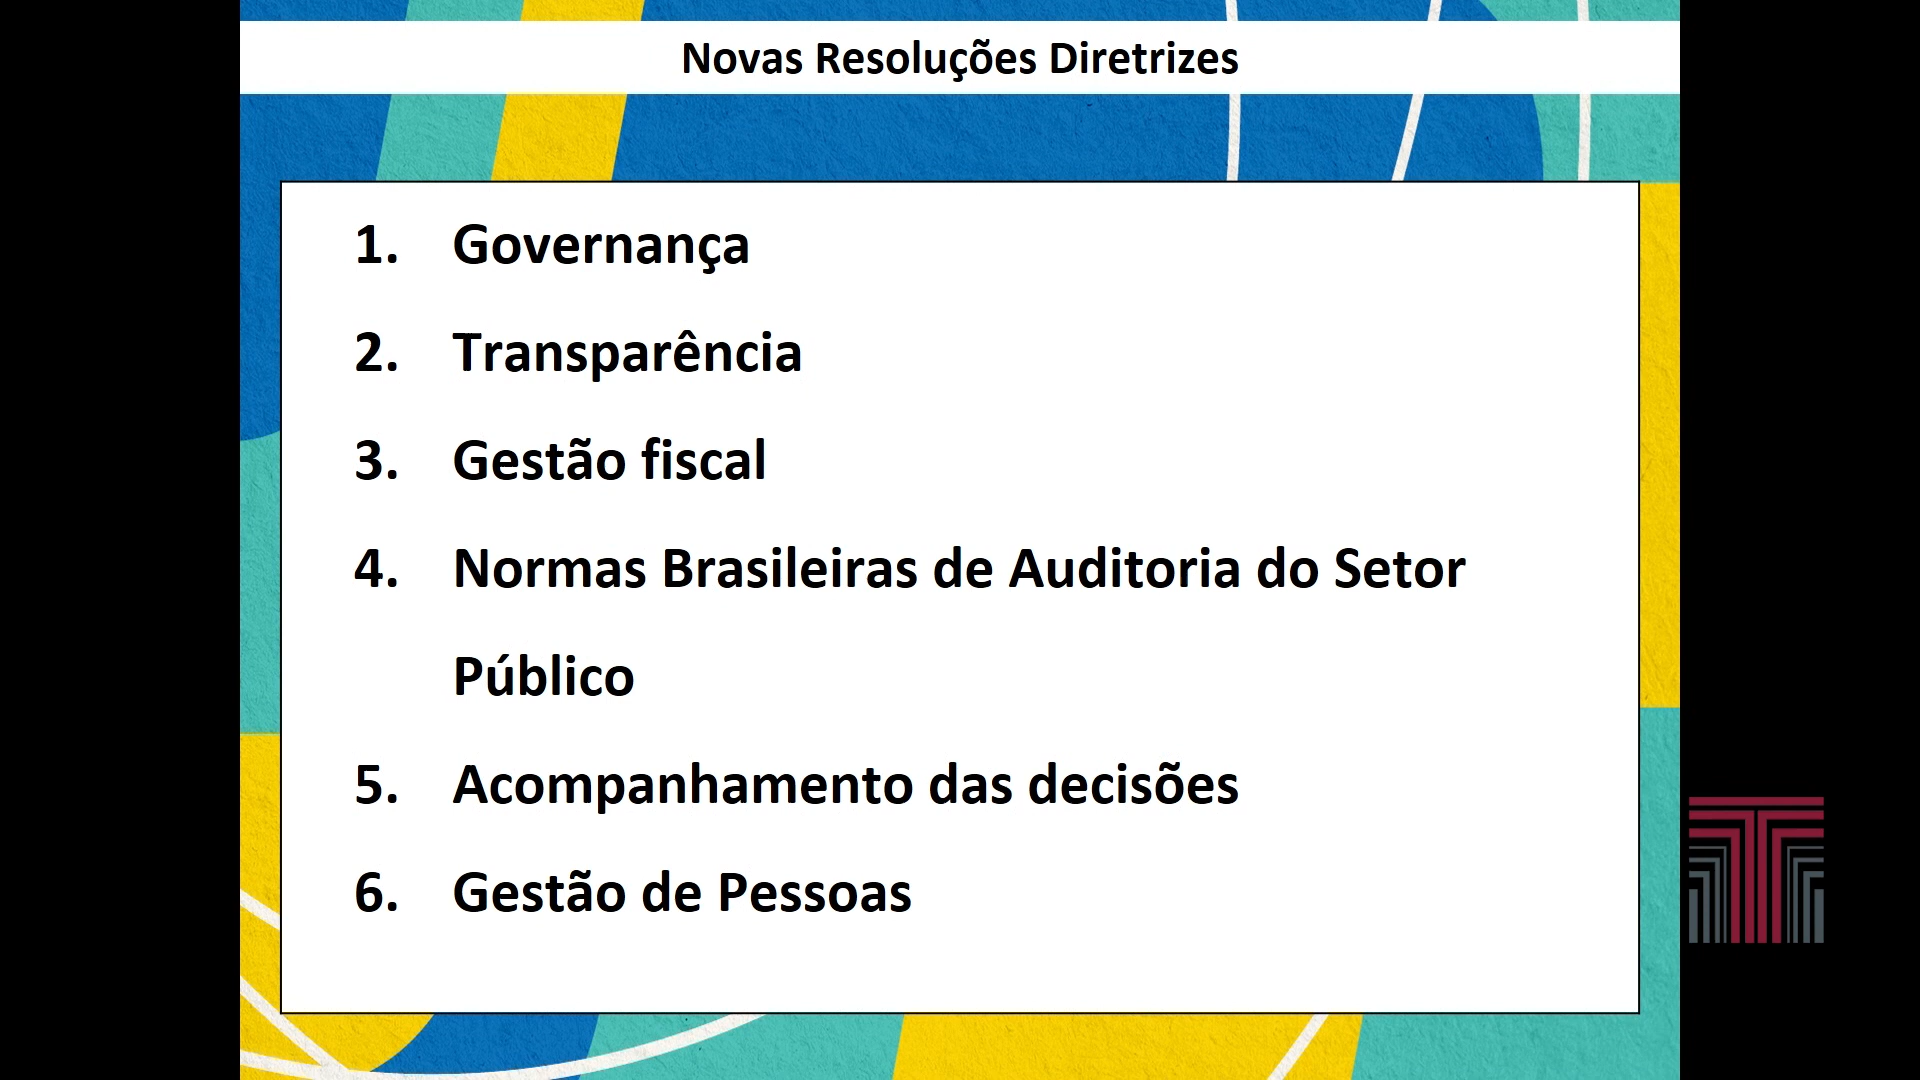 Novas Resoluções Diretrizes
1. Governança
2. Transparência
3. Gestão fiscal
4. Normas Brasileiras de Auditoria do Setor
Público
5. Acompanhamento das decisões
6. Gestão de Pessoas